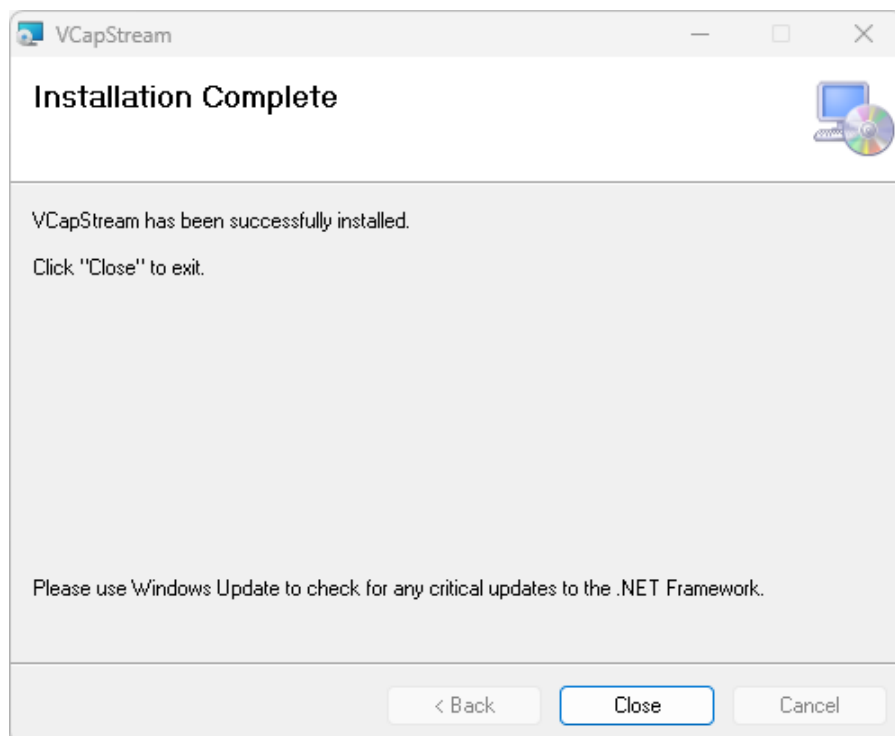 VCapStream
Installation Complete
VCapStream has been successfully installed.
Click "Close" to exit.
Please use Windows Update to check for any critical updates to the .NET Framework.
< Back
Close
Cancel